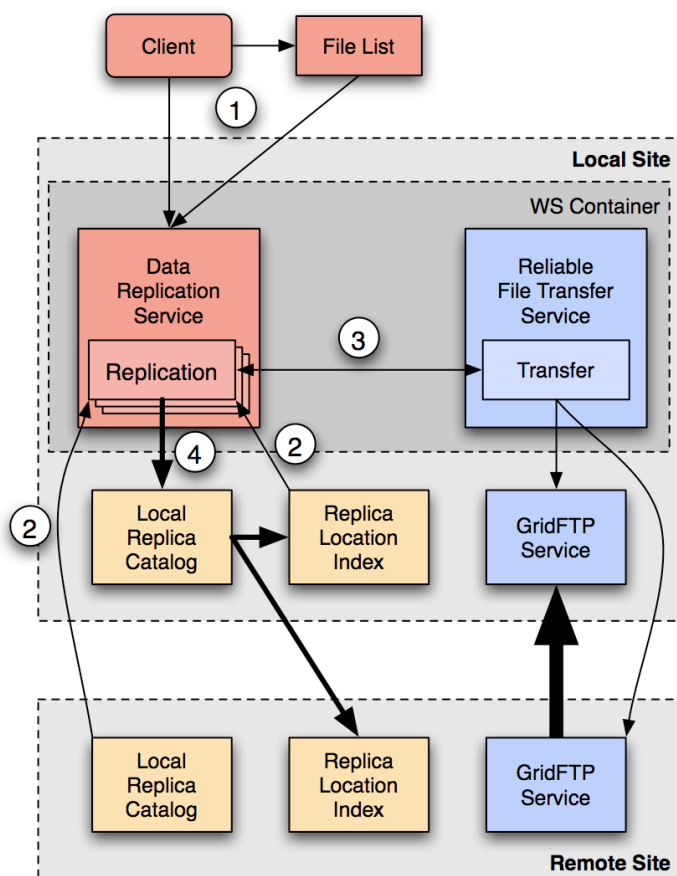 Client
File List
1
Local Site
WS Container
Data
Replication
Service
Reliable
File Transfer
Service
3
Replication
Transfer
4
2
2
Local
Replica
Catalog
Replica
Location
Index
GridFTP
Service
Local
Replica
Catalog
Replica
Location
Index
GridFTP
Service
Remote Site